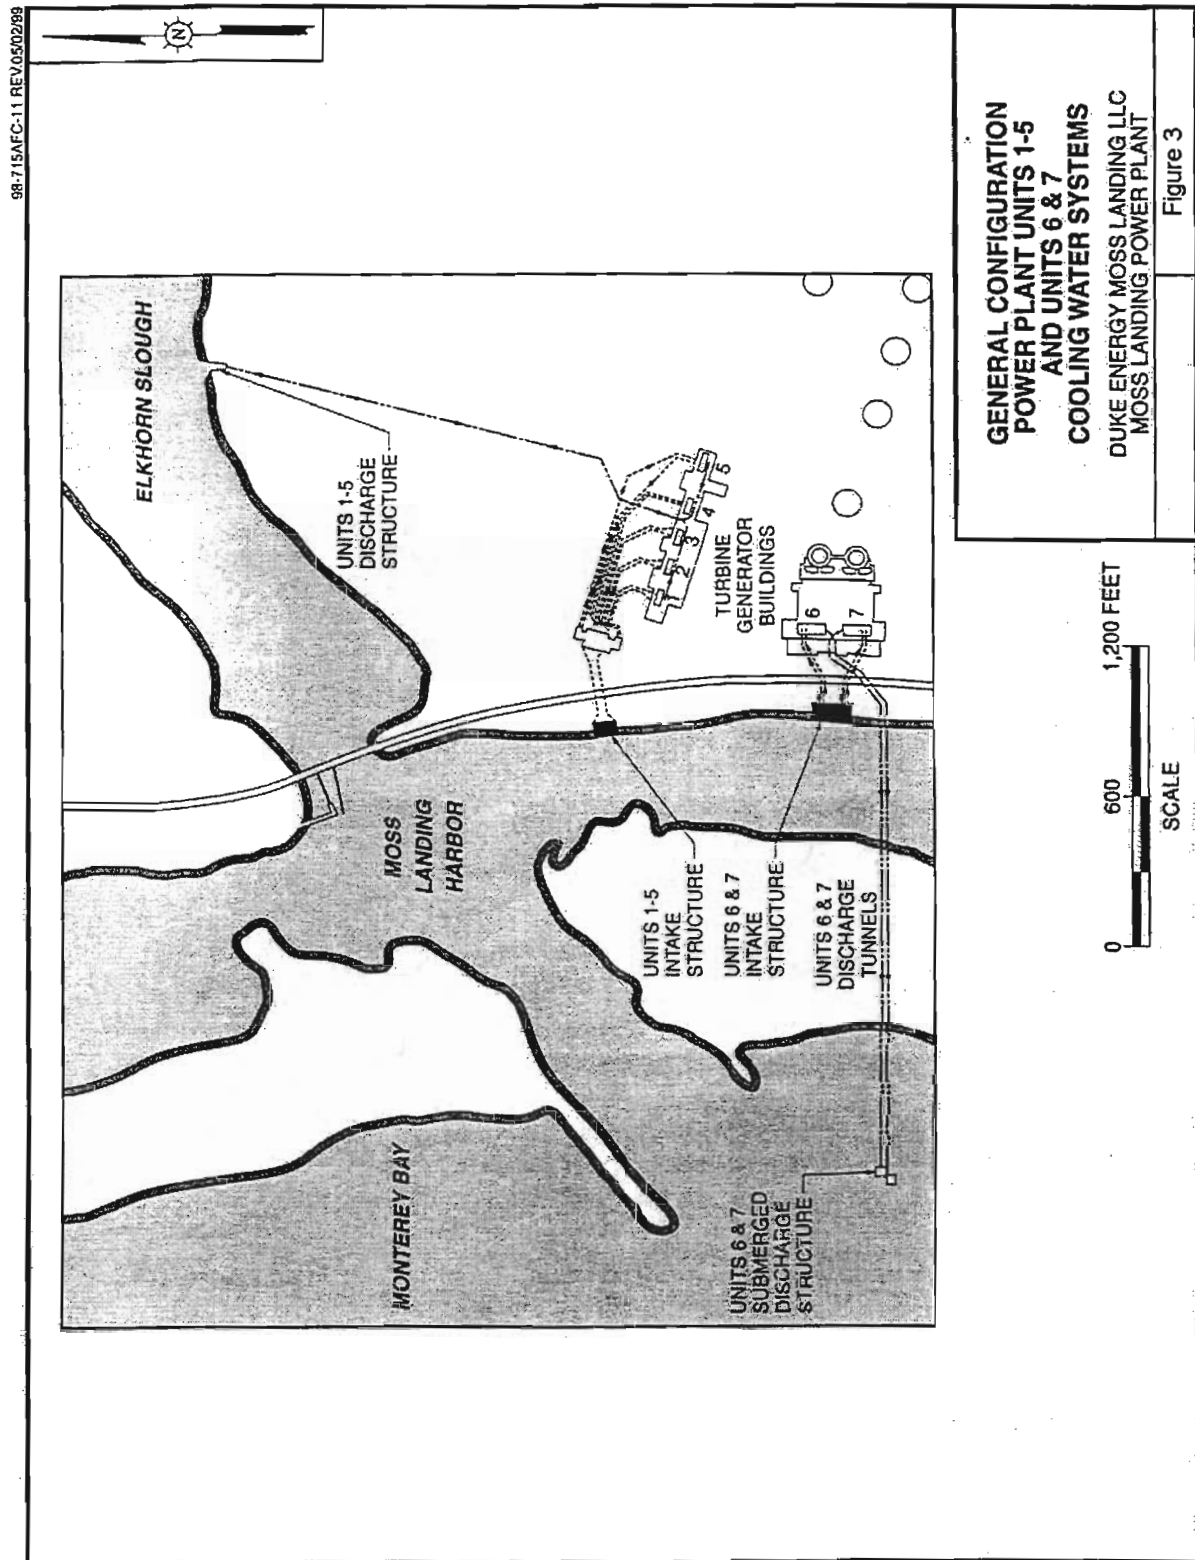 98-715AFC-11 REV.05/02/99
N
ELKHORN SLOUGH
UNITS 1-5
DISCHARGE
STRUCTURE
MOSS
LANDING
HARBOR
MONTEREY BAY
TURBINE
GENERATOR
BUILDINGS
2
3
4
5
6
7
UNITS 1-5
INTAKE
STRUCTURE
UNITS 6 & 7
INTAKE
STRUCTURE
UNITS 6 & 7
DISCHARGE
TUNNELS
UNITS 6 & 7
SUBMERGED
DISCHARGE
STRUCTURE
0 600 1,200 FEET
SCALE
GENERAL CONFIGURATION
POWER PLANT UNITS 1-5
AND UNITS 6 & 7
COOLING WATER SYSTEMS
DUKE ENERGY MOSS LANDING LLC
MOSS LANDING POWER PLANT
Figure 3